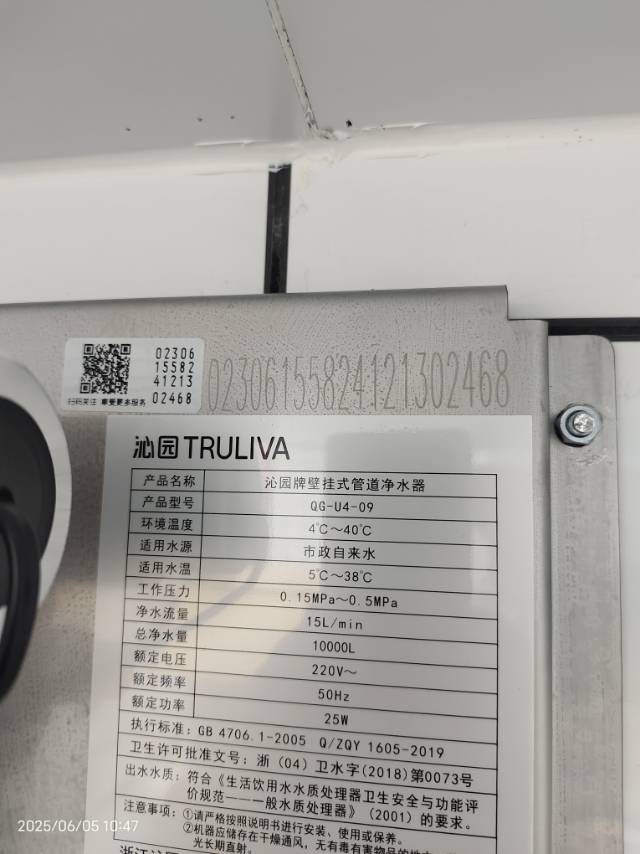 02306
15582
41213
02468
扫码关注 享受更多服务
02306155824121302468
沁园 TRULIVA
产品名称 沁园牌壁挂式管道净水器
产品型号 QG-U4-09
环境温度 4℃~40℃
适用水源 市政自来水
适用水温 5℃~38℃
工作压力 0.15MPa~0.5MPa
净水流量 15L/min
总净水量 10000L
额定电压 220V~
额定频率 50Hz
额定功率 25W
执行标准: GB 4706.1-2005 Q/ZQY 1605-2019
卫生许可批准文号: 浙(04)卫水字(2018)第0073号
出水水质: 符合《生活饮用水水质处理器卫生安全与功能评
价规范——一般水质处理器》(2001)的要求。
注意事项: ①请严格按照说明书进行安装、使用或保养。
②机器应储存在干燥通风, 无有毒有害物品的地方
光长期直射。
2025/06/05 10:47